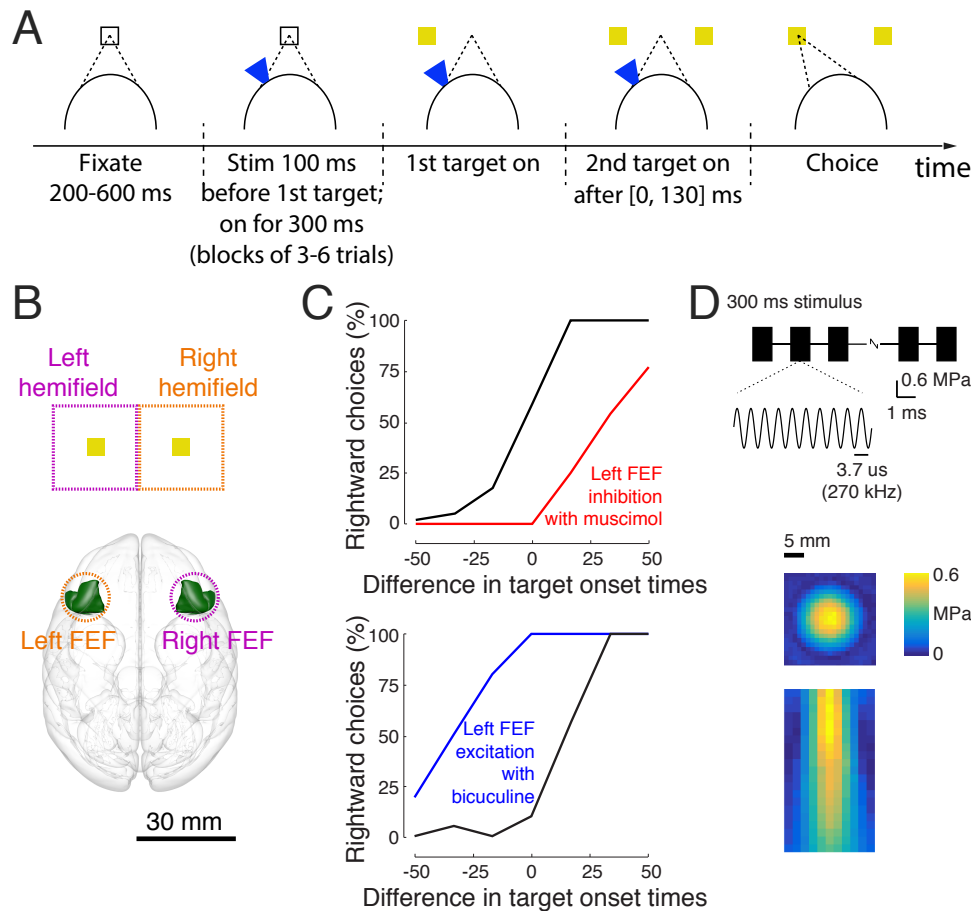 A
Fixate
200-600 ms
Stim 100 ms
before 1st target;
on for 300 ms
(blocks of 3-6 trials)
1st target on
2nd target on
after [0, 130] ms
Choice
time
B
Left
hemifield
Right
hemifield
Left FEF
Right FEF
30 mm
C
Rightward choices (%)
100
75
50
25
0
Left FEF
inhibition
with muscimol
-50
-25
0
25
50
Difference in target onset times
Rightward choices (%)
100
75
50
25
0
Left FEF
excitation
with
bicuculine
-50
-25
0
25
50
Difference in target onset times
D
300 ms stimulus
0.6 MPa
1 ms
3.7 us
(270 kHz)
5 mm
0.6
MPa
0